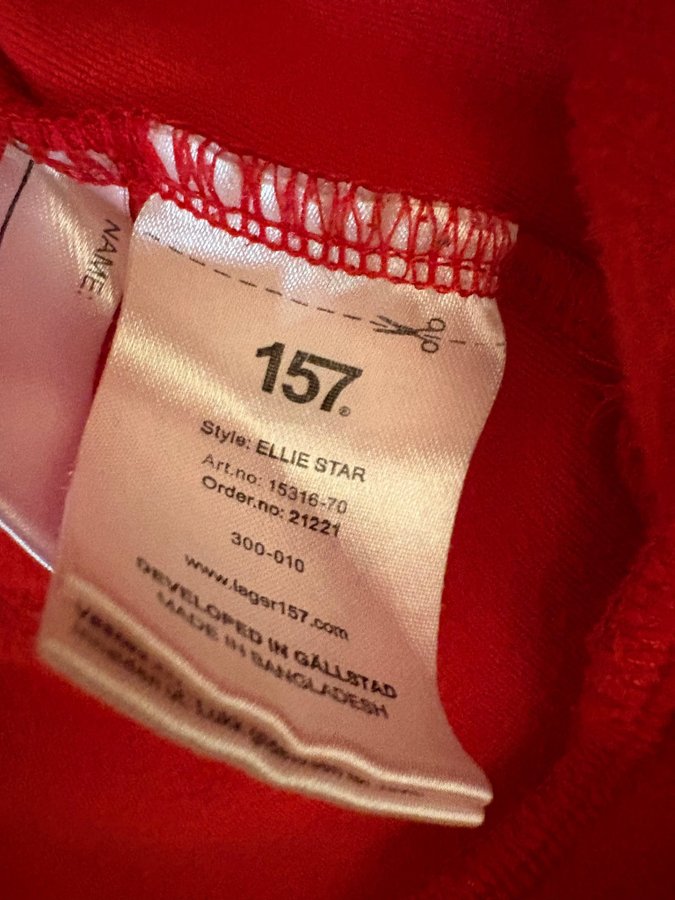 NAME:
157®
Style: ELLIE STAR
Art.no: 15316-70
Order.no: 21221
300-010
www.lager157.com
DEVELOPED IN GÄLLSTAD
MADE IN BANGLADESH